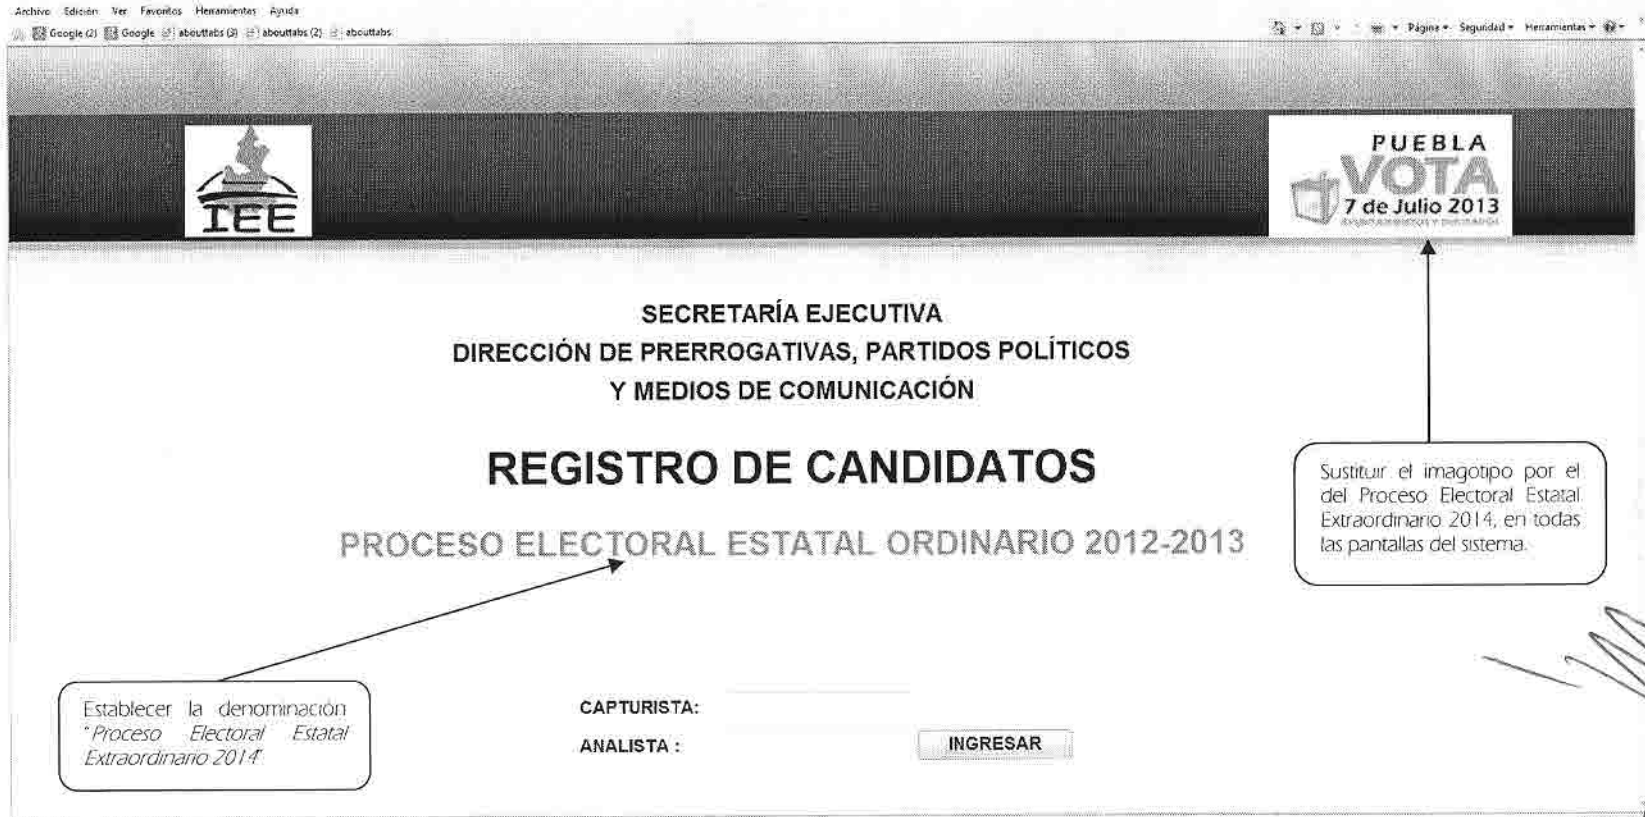 Archivo Edición Ver Favoritos Herramientas Ayuda
Google (2) Google abouttabs (3) abouttabs (2) abouttabs
Página Seguridad Herramientas
IEE
PUEBLA
VOTA
7 de Julio 2013
SECRETARÍA EJECUTIVA
DIRECCIÓN DE PRERROGATIVAS, PARTIDOS POLÍTICOS
Y MEDIOS DE COMUNICACIÓN
REGISTRO DE CANDIDATOS
PROCESO ELECTORAL ESTATAL ORDINARIO 2012-2013
Sustituir el imagotipo por el
del Proceso Electoral Estatal
Extraordinario 2014, en todas
las pantallas del sistema.
Establecer la denominación
"Proceso Electoral Estatal
Extraordinario 2014"
CAPTURISTA:
ANALISTA :
INGRESAR